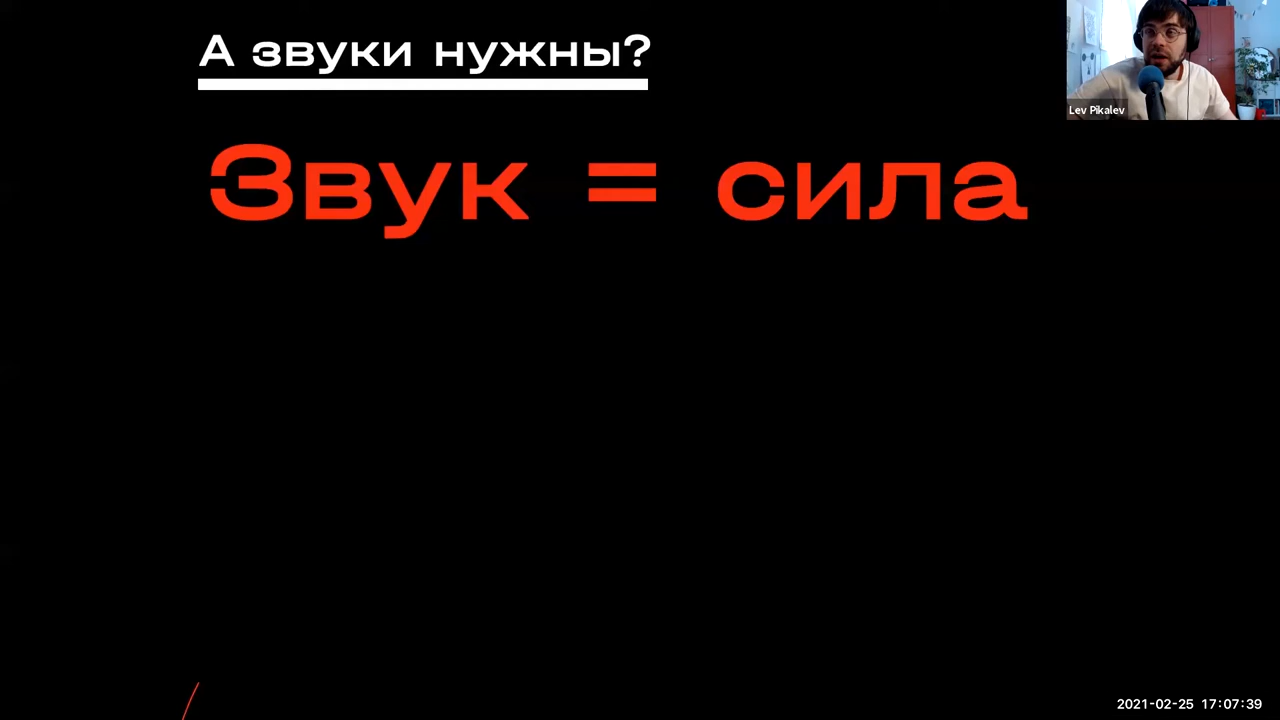 А звуки нужны?
Звук = сила
Lev Pikalev
2021-02-25 17:07:39